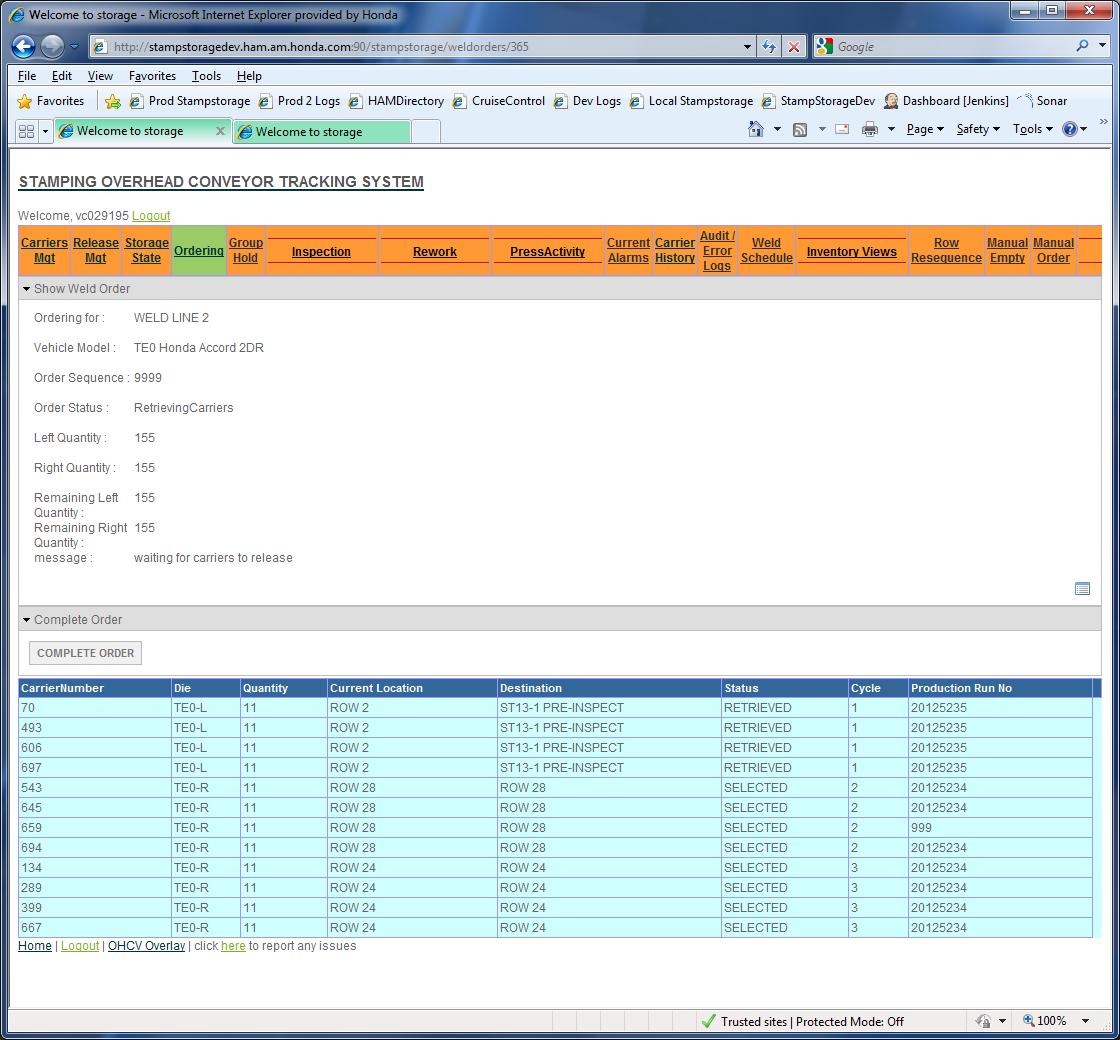 Welcome to storage - Microsoft Internet Explorer provided by Honda
http://stampstoragedev.ham.am.honda.com:90/stampstorage/weldorders/365
Google
File Edit View Favorites Tools Help
Favorites Prod Stampstorage Prod 2 Logs HAMDirectory CruiseControl Dev Logs Local Stampstorage StampStorageDev Dashboard [Jenkins] Sonar
Welcome to storage Welcome to storage Page Safety Tools
STAMPING OVERHEAD CONVEYOR TRACKING SYSTEM
Welcome, vc029195 Logout
Carriers Mgt Release Mgt Storage State Ordering Group Hold Inspection Rework PressActivity Current Alarms Carrier History Audit / Error Logs Weld Schedule Inventory Views Row Resequence Manual Empty Manual Order
Show Weld Order
Ordering for : WELD LINE 2
Vehicle Model : TE0 Honda Accord 2DR
Order Sequence : 9999
Order Status : RetrievingCarriers
Left Quantity : 155
Right Quantity : 155
Remaining Left Quantity : 155
Remaining Right Quantity : 155
message : waiting for carriers to release
Complete Order
COMPLETE ORDER
CarrierNumber Die Quantity Current Location Destination Status Cycle Production Run No
70 TE0-L 11 ROW 2 ST13-1 PRE-INSPECT RETRIEVED 1 20125235
493 TE0-L 11 ROW 2 ST13-1 PRE-INSPECT RETRIEVED 1 20125235
606 TE0-L 11 ROW 2 ST13-1 PRE-INSPECT RETRIEVED 1 20125235
697 TE0-L 11 ROW 2 ST13-1 PRE-INSPECT RETRIEVED 1 20125235
543 TE0-R 11 ROW 28 ROW 28 SELECTED 2 20125234
645 TE0-R 11 ROW 28 ROW 28 SELECTED 2 20125234
659 TE0-R 11 ROW 28 ROW 28 SELECTED 2 999
694 TE0-R 11 ROW 28 ROW 28 SELECTED 2 20125234
134 TE0-R 11 ROW 24 ROW 24 SELECTED 3 20125234
289 TE0-R 11 ROW 24 ROW 24 SELECTED 3 20125234
399 TE0-R 11 ROW 24 ROW 24 SELECTED 3 20125234
667 TE0-R 11 ROW 24 ROW 24 SELECTED 3 20125234
Home | Logout | OHCV Overlay | click here to report any issues
Trusted sites | Protected Mode: Off 100%